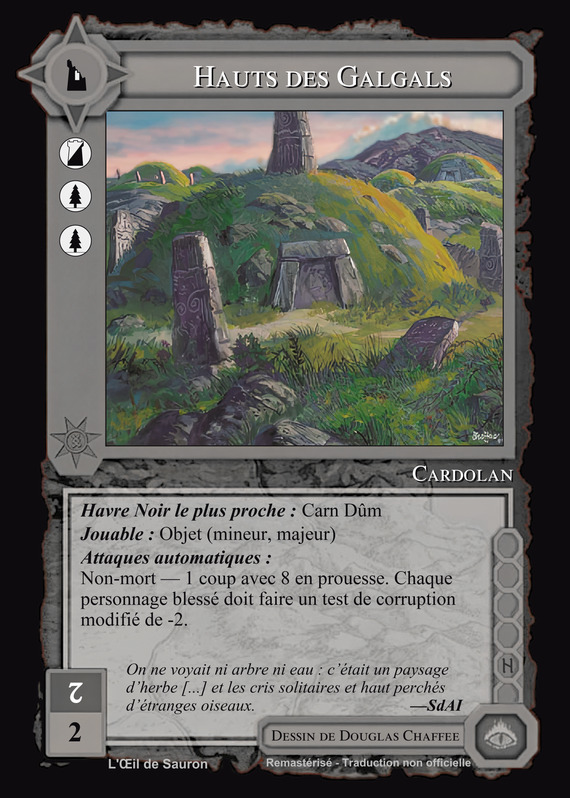 Hauts des Galgals
Cardolan
Havre Noir le plus proche : Carn Dûm
Jouable : Objet (mineur, majeur)
Attaques automatiques :
Non-mort — 1 coup avec 8 en prouesse. Chaque
personnage blessé doit faire un test de corruption
modifié de -2.
On ne voyait ni arbre ni eau : c'était un paysage
d'herbe [...] et les cris solitaires et haut perchés
d'étranges oiseaux. —SdAI
2
Dessin de Douglas Chaffee
L'Œil de Sauron
Remastérisé - Traduction non officielle